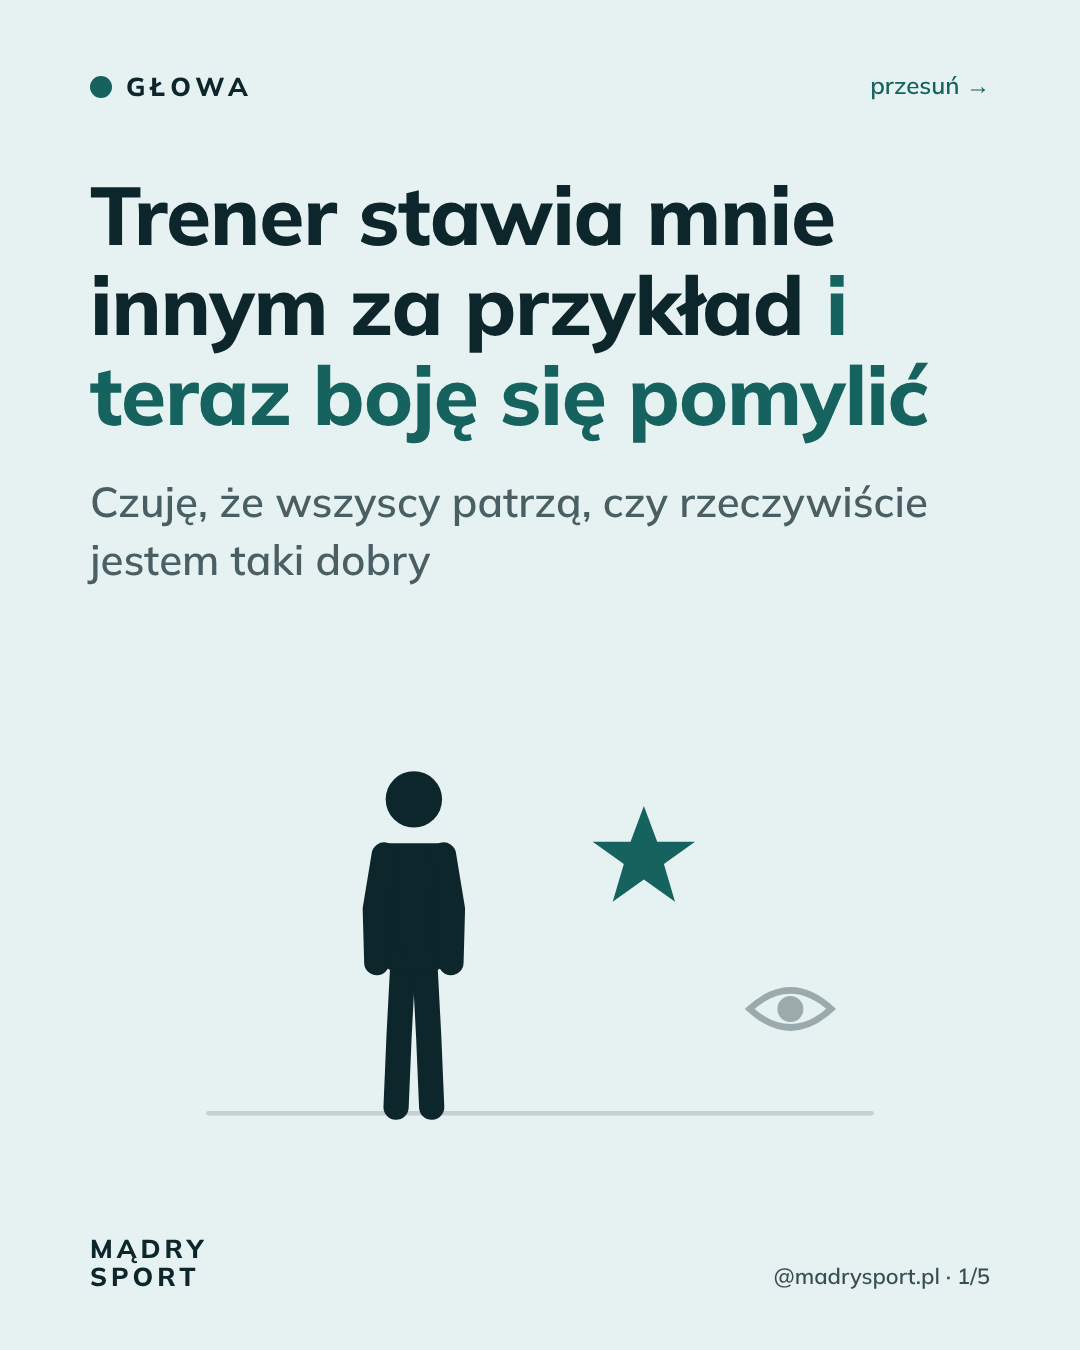 GŁOWA
przesuń →
Trener stawia mnie
innym za przykład i
teraz boję się pomylić
Czuję, że wszyscy patrzą, czy rzeczywiście
jestem taki dobry
MĄDRY
SPORT
@madrysport.pl · 1/5